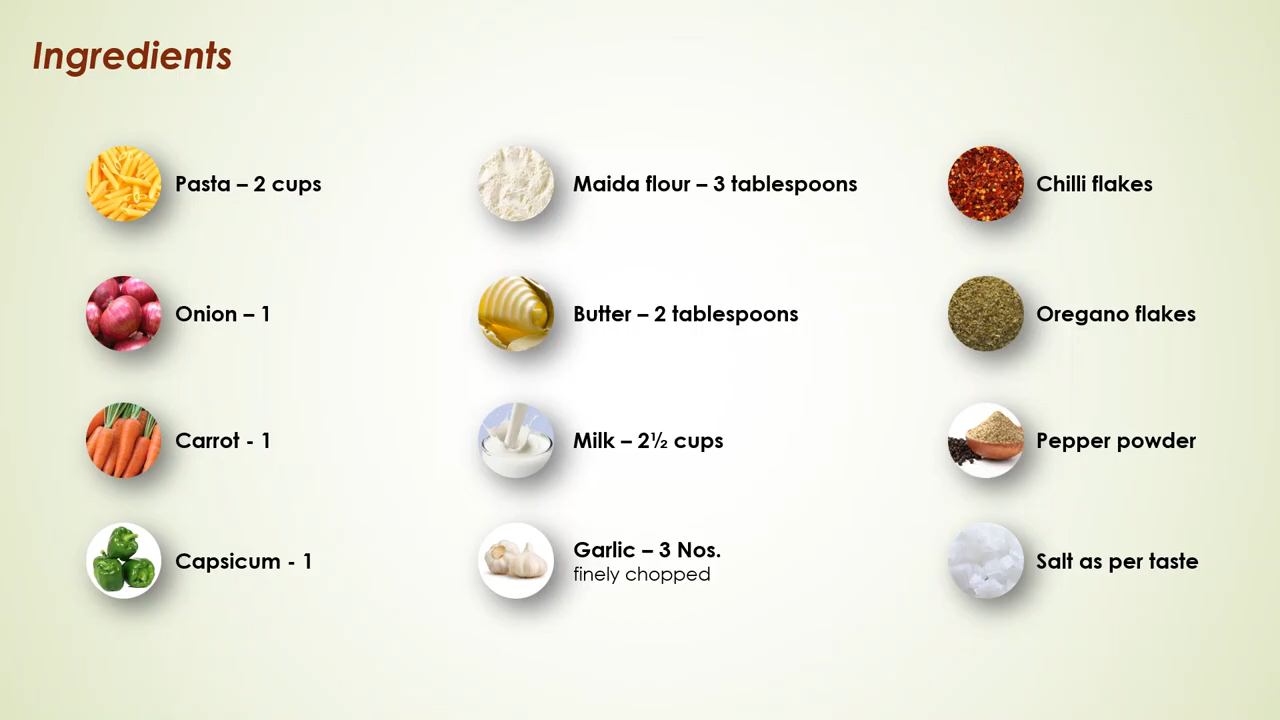 Ingredients
Pasta – 2 cups
Onion – 1
Carrot - 1
Capsicum - 1
Maida flour – 3 tablespoons
Butter – 2 tablespoons
Milk – 2½ cups
Garlic – 3 Nos.
finely chopped
Chilli flakes
Oregano flakes
Pepper powder
Salt as per taste